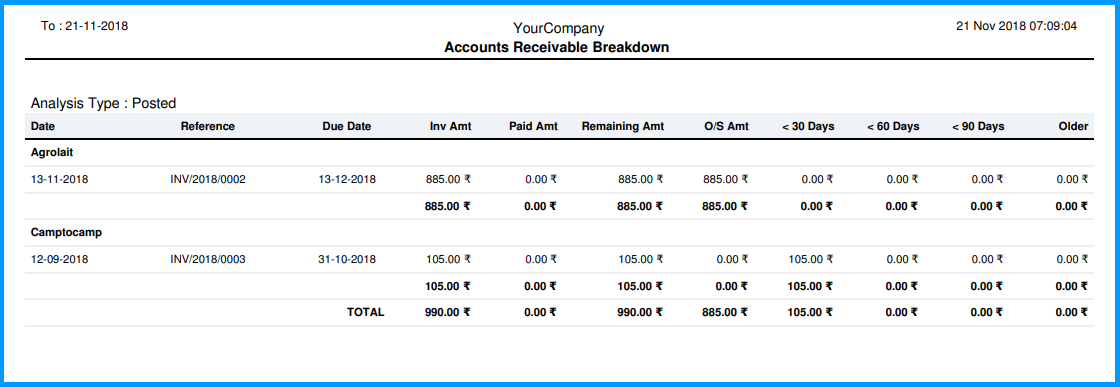 To : 21-11-2018 YourCompany 21 Nov 2018 07:09:04
Accounts Receivable Breakdown
Analysis Type : Posted
Date Reference Due Date Inv Amt Paid Amt Remaining Amt O/S Amt < 30 Days < 60 Days < 90 Days Older
Agrolait
13-11-2018 INV/2018/0002 13-12-2018 885.00 ₹ 0.00 ₹ 885.00 ₹ 885.00 ₹ 0.00 ₹ 0.00 ₹ 0.00 ₹ 0.00 ₹
885.00 ₹ 0.00 ₹ 885.00 ₹ 885.00 ₹ 0.00 ₹ 0.00 ₹ 0.00 ₹ 0.00 ₹
Camptocamp
12-09-2018 INV/2018/0003 31-10-2018 105.00 ₹ 0.00 ₹ 105.00 ₹ 0.00 ₹ 105.00 ₹ 0.00 ₹ 0.00 ₹ 0.00 ₹
105.00 ₹ 0.00 ₹ 105.00 ₹ 0.00 ₹ 105.00 ₹ 0.00 ₹ 0.00 ₹ 0.00 ₹
TOTAL 990.00 ₹ 0.00 ₹ 990.00 ₹ 885.00 ₹ 105.00 ₹ 0.00 ₹ 0.00 ₹ 0.00 ₹